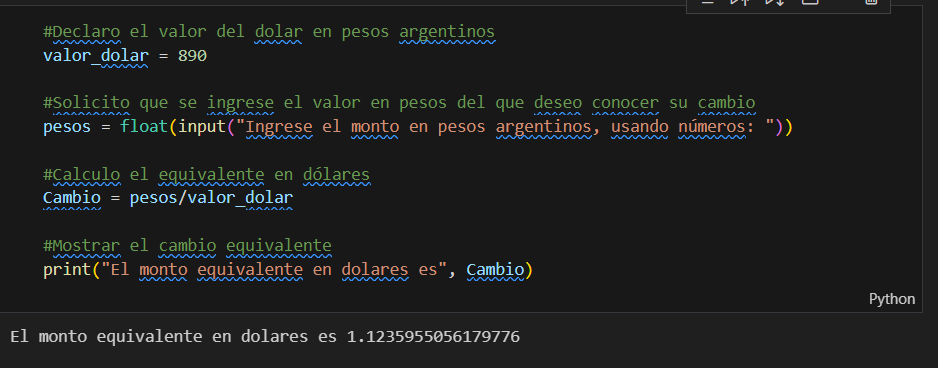 #Declaro el valor del dolar en pesos argentinos
valor_dolar = 890
#Solicito que se ingrese el valor en pesos del que deseo conocer su cambio
pesos = float(input("Ingrese el monto en pesos argentinos, usando números: "))
#Calculo el equivalente en dólares
Cambio = pesos/valor_dolar
#Mostrar el cambio equivalente
print("El monto equivalente en dolares es", Cambio)
Python
El monto equivalente en dolares es 1.1235955056179776